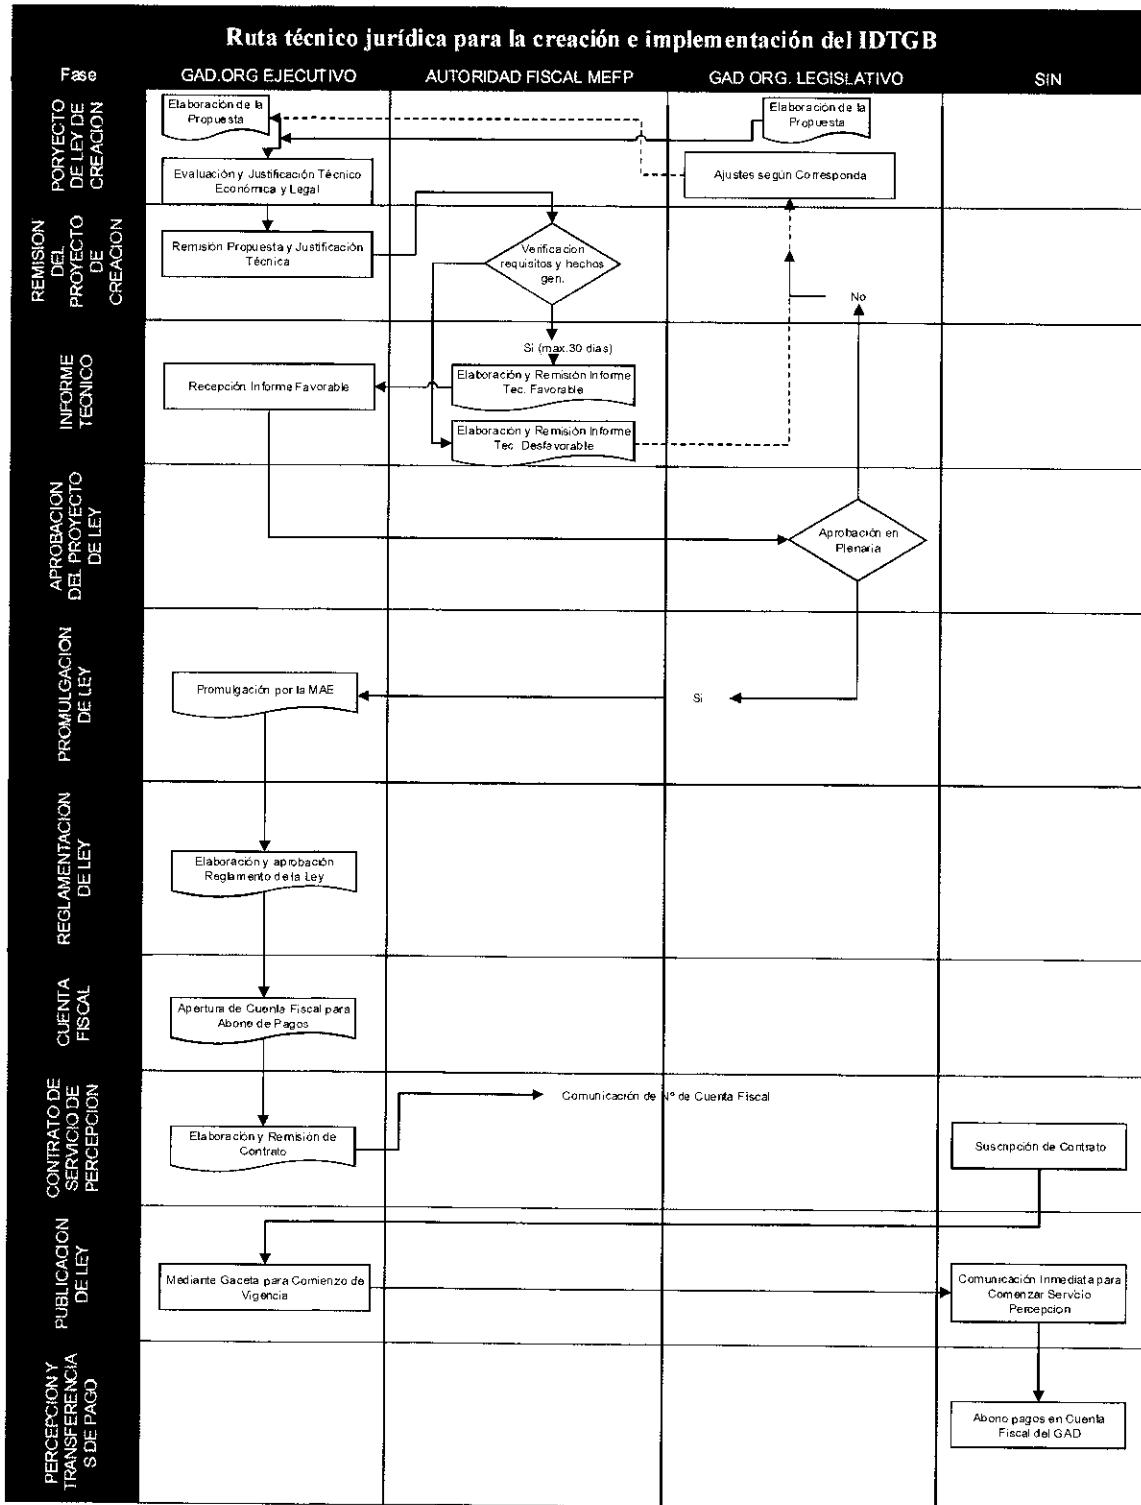 Ruta técnico jurídica para la creación e implementación del IDTGB
Fase
GAD.ORG EJECUTIVO
AUTORIDAD FISCAL MEFP
GAD ORG. LEGISLATIVO
SIN
PORYECTO
DE LEY DE
CREACION
Elaboración de la
Propuesta
Elaboración de la
Propuesta
Evaluación y Justificación Técnico
Económica y Legal
Ajustes según Corresponda
REMISION
DEL
PROYECTO
DE
CREACION
Remisión Propuesta y Justificación
Técnica
Verificacion
requisitos y hechos
gen.
No
INFORME
TECNICO
Si (max.30 dias)
Recepción Informe Favorable
Elaboración y Remisión Informe
Tec. Favorable
Elaboración y Remisión Informe
Tec. Desfavorable
APROBACION
DEL PROYECTO
DE LEY
Aprobación en
Plenaria
PROMULGACION
DE LEY
Promulgación por la MAE
Si
REGLAMENTACION
DE LEY
Elaboración y aprobación
Reglamento de la Ley
CUENTA
FISCAL
Apertura de Cuenta Fiscal para
Abono de Pagos
CONTRATO DE
SERVICIO DE
PERCEPCION
Comunicación de Nº de Cuenta Fiscal
Elaboración y Remisión de
Contrato
Suscripción de Contrato
PUBLICACION
DE LEY
Mediante Gaceta para Comienzo de
Vigencia
Comunicación Inmediata para
Comenzar Servicio
Percepcion
PERCEPCION Y
TRANSFERENCIA
S DE PAGO
Abono pagos en Cuenta
Fiscal del GAD